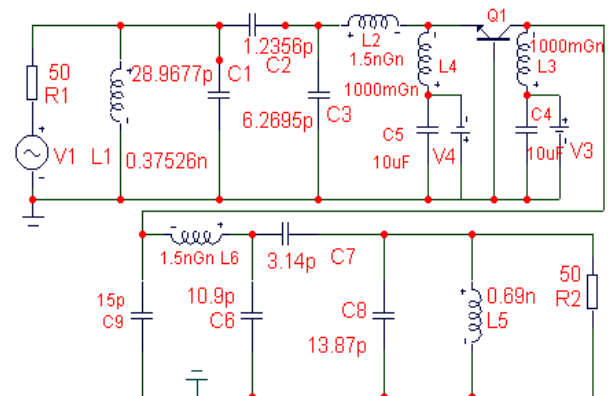 Q1
1.2356p
C2
L2
1.5nGn
L4
1000mGn
L3
50
R1
28.9677p
C1
1000mGn
6.2695p
C3
C5
10uF
V4
C4
10uF
V3
V1
L1
0.37526n
1.5nGn L6
3.14p
C7
15p
C9
10.9p
C6
C8
13.87p
0.69n
L5
50
R2